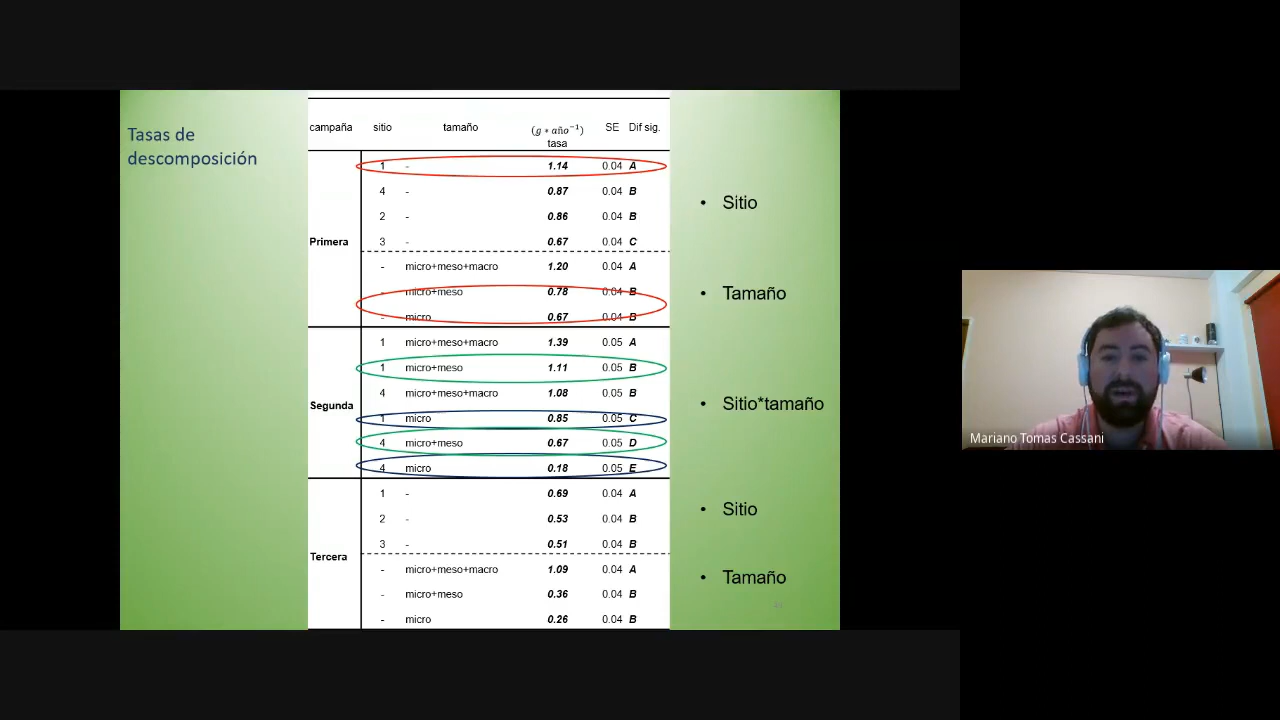 Tasas de
descomposición
campaña sitio tamaño (g * año⁻¹) SE Dif sig.
tasa
1 - 1.14 0.04 A
4 - 0.87 0.04 B
2 - 0.86 0.04 B
Primera 3 - 0.67 0.04 C
- micro+meso+macro 1.20 0.04 A
- micro+meso 0.78 0.04 B
- micro 0.67 0.04 B
1 micro+meso+macro 1.39 0.05 A
1 micro+meso 1.11 0.05 B
4 micro+meso+macro 1.08 0.05 B
Segunda
1 micro 0.85 0.05 C
4 micro+meso 0.67 0.05 D
4 micro 0.18 0.05 E
1 - 0.69 0.04 A
2 - 0.53 0.04 B
3 - 0.51 0.04 B
Tercera
- micro+meso+macro 1.09 0.04 A
- micro+meso 0.36 0.04 B
- micro 0.26 0.04 B
• Sitio
• Tamaño
• Sitio*tamaño
• Sitio
• Tamaño
Mariano Tomas Cassani